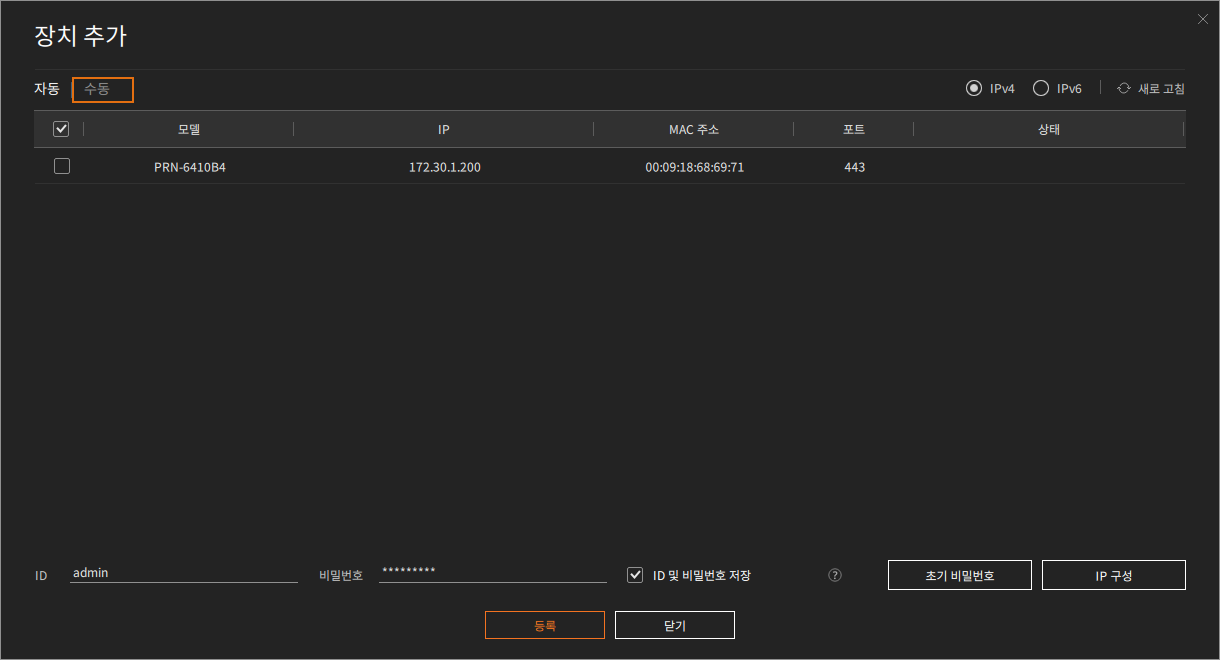 장치 추가
자동 수동 IPv4 IPv6 새로 고침
모델 IP MAC 주소 포트 상태
PRN-6410B4 172.30.1.200 00:09:18:68:69:71 443
ID admin 비밀번호 ********* ID 및 비밀번호 저장 ? 초기 비밀번호 IP 구성
등록 닫기